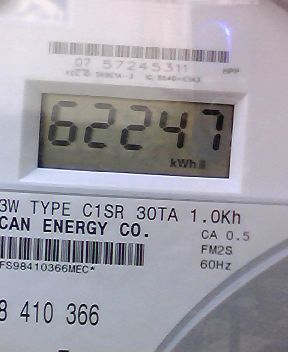 07 57245311
HPP
62247
kWh
3W TYPE C1SR 30TA 1.0Kh
CAN ENERGY CO.
CA 0.5
FM2S
60Hz
FS98410366MEC*
8 410 366